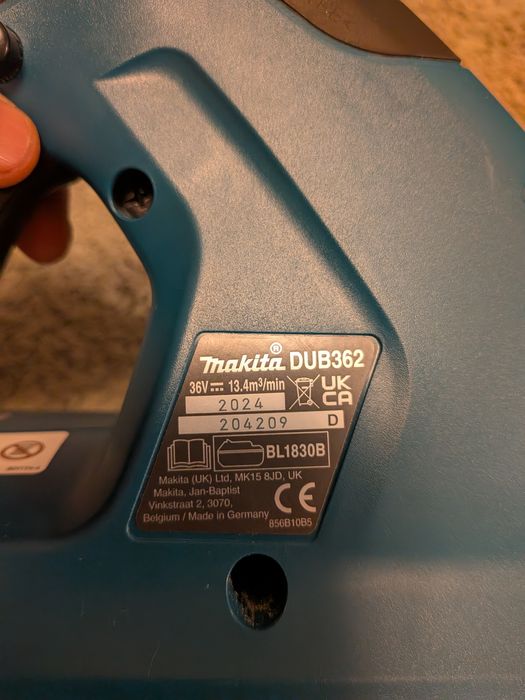 makita® DUB362
36V 13.4m³/min UK CA
2024
204209 D
BL1830B
Makita (UK) Ltd, MK15 8JD, UK
Makita, Jan-Baptist
Vinkstraat 2, 3070, CE
Belgium / Made in Germany
856B10B5